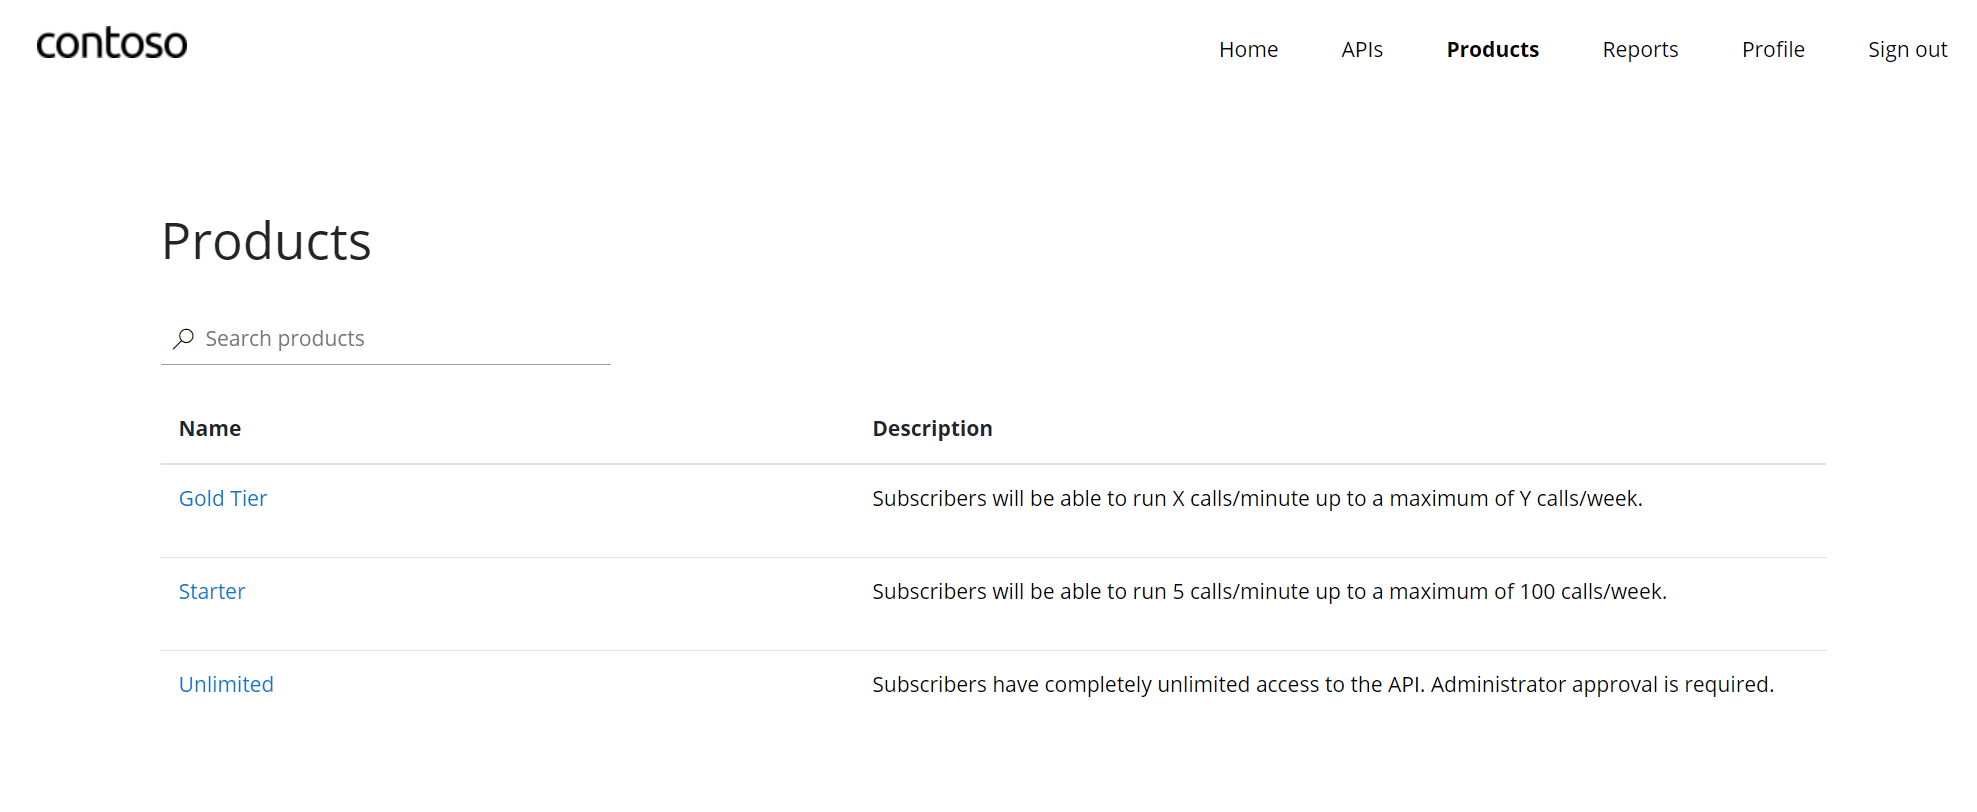 contoso
Home APIs Products Reports Profile Sign out
Products
Search products
Name Description
Gold Tier Subscribers will be able to run X calls/minute up to a maximum of Y calls/week.
Starter Subscribers will be able to run 5 calls/minute up to a maximum of 100 calls/week.
Unlimited Subscribers have completely unlimited access to the API. Administrator approval is required.